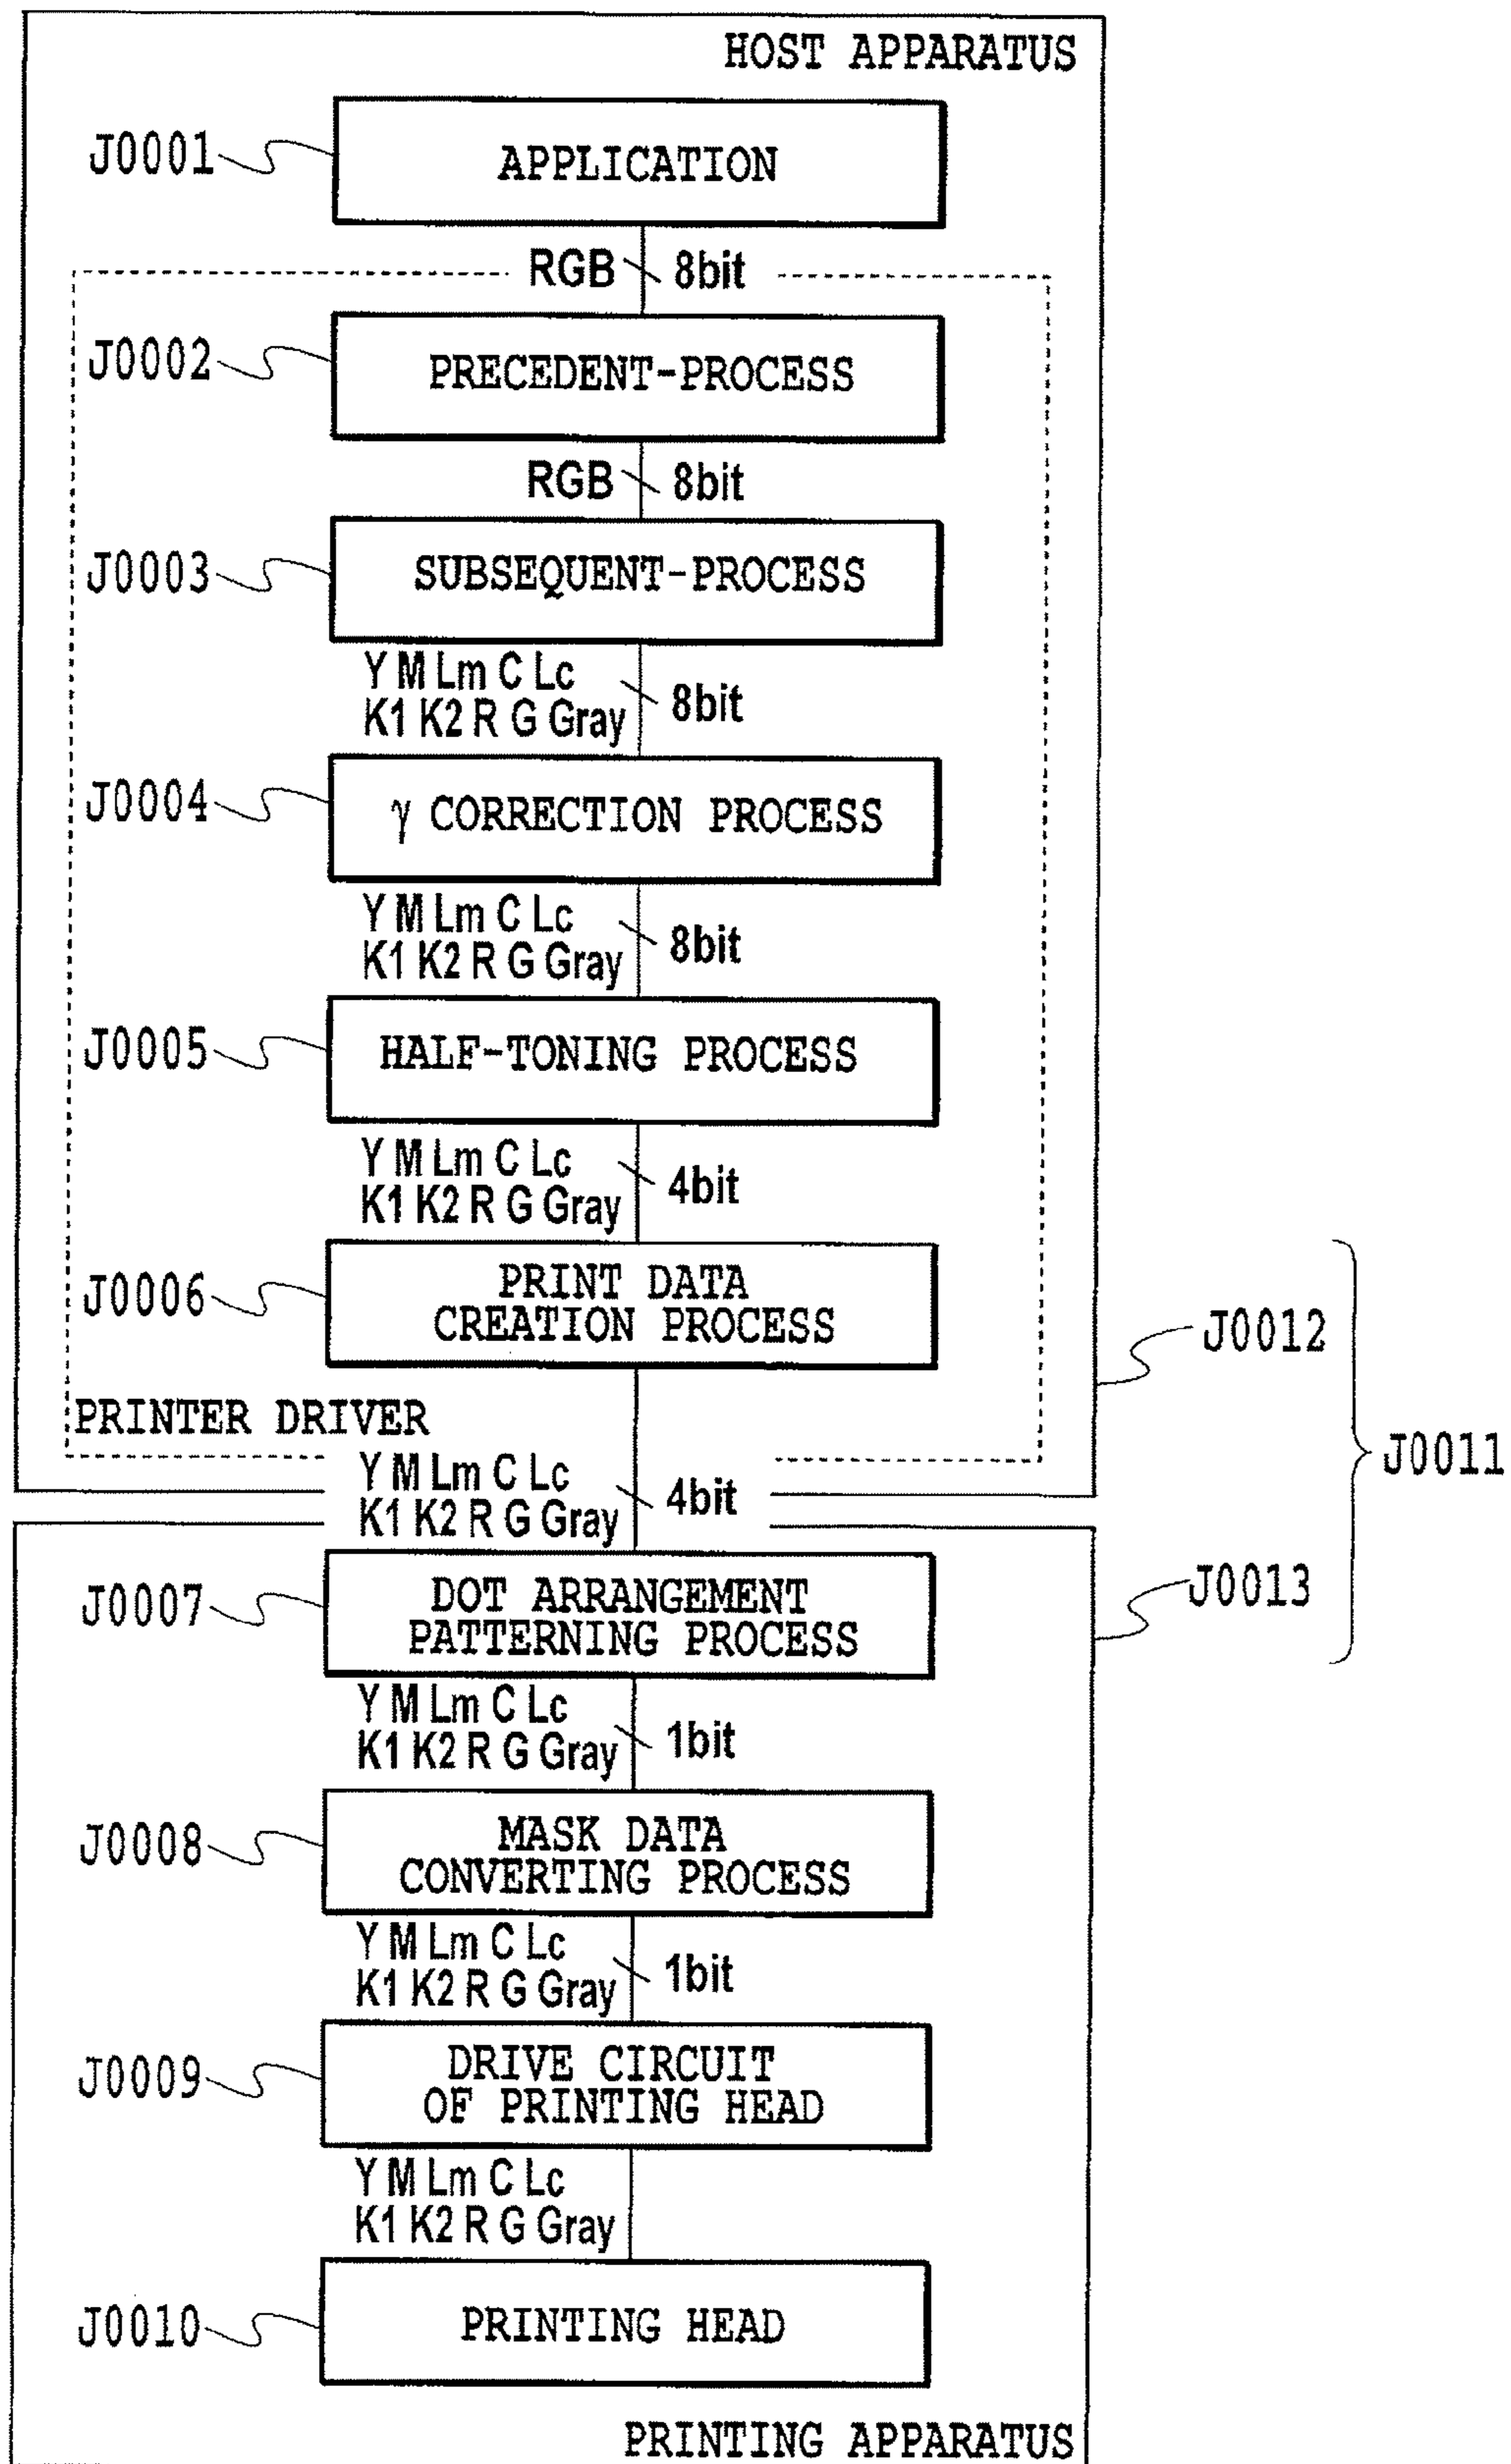 HOST APPARATUS
J0001
APPLICATION
RGB 8bit
J0002
PRECEDENT-PROCESS
RGB 8bit
J0003
SUBSEQUENT-PROCESS
Y M Lm C Lc
K1 K2 R G Gray
8bit
J0004
γ CORRECTION PROCESS
Y M Lm C Lc
K1 K2 R G Gray
8bit
J0005
HALF-TONING PROCESS
Y M Lm C Lc
K1 K2 R G Gray
4bit
J0006
PRINT DATA
CREATION PROCESS
J0012
PRINTER DRIVER
J0011
Y M Lm C Lc
K1 K2 R G Gray
4bit
J0007
DOT ARRANGEMENT
PATTERNING PROCESS
J0013
Y M Lm C Lc
K1 K2 R G Gray
1bit
J0008
MASK DATA
CONVERTING PROCESS
Y M Lm C Lc
K1 K2 R G Gray
1bit
J0009
DRIVE CIRCUIT
OF PRINTING HEAD
Y M Lm C Lc
K1 K2 R G Gray
J0010
PRINTING HEAD
PRINTING APPARATUS